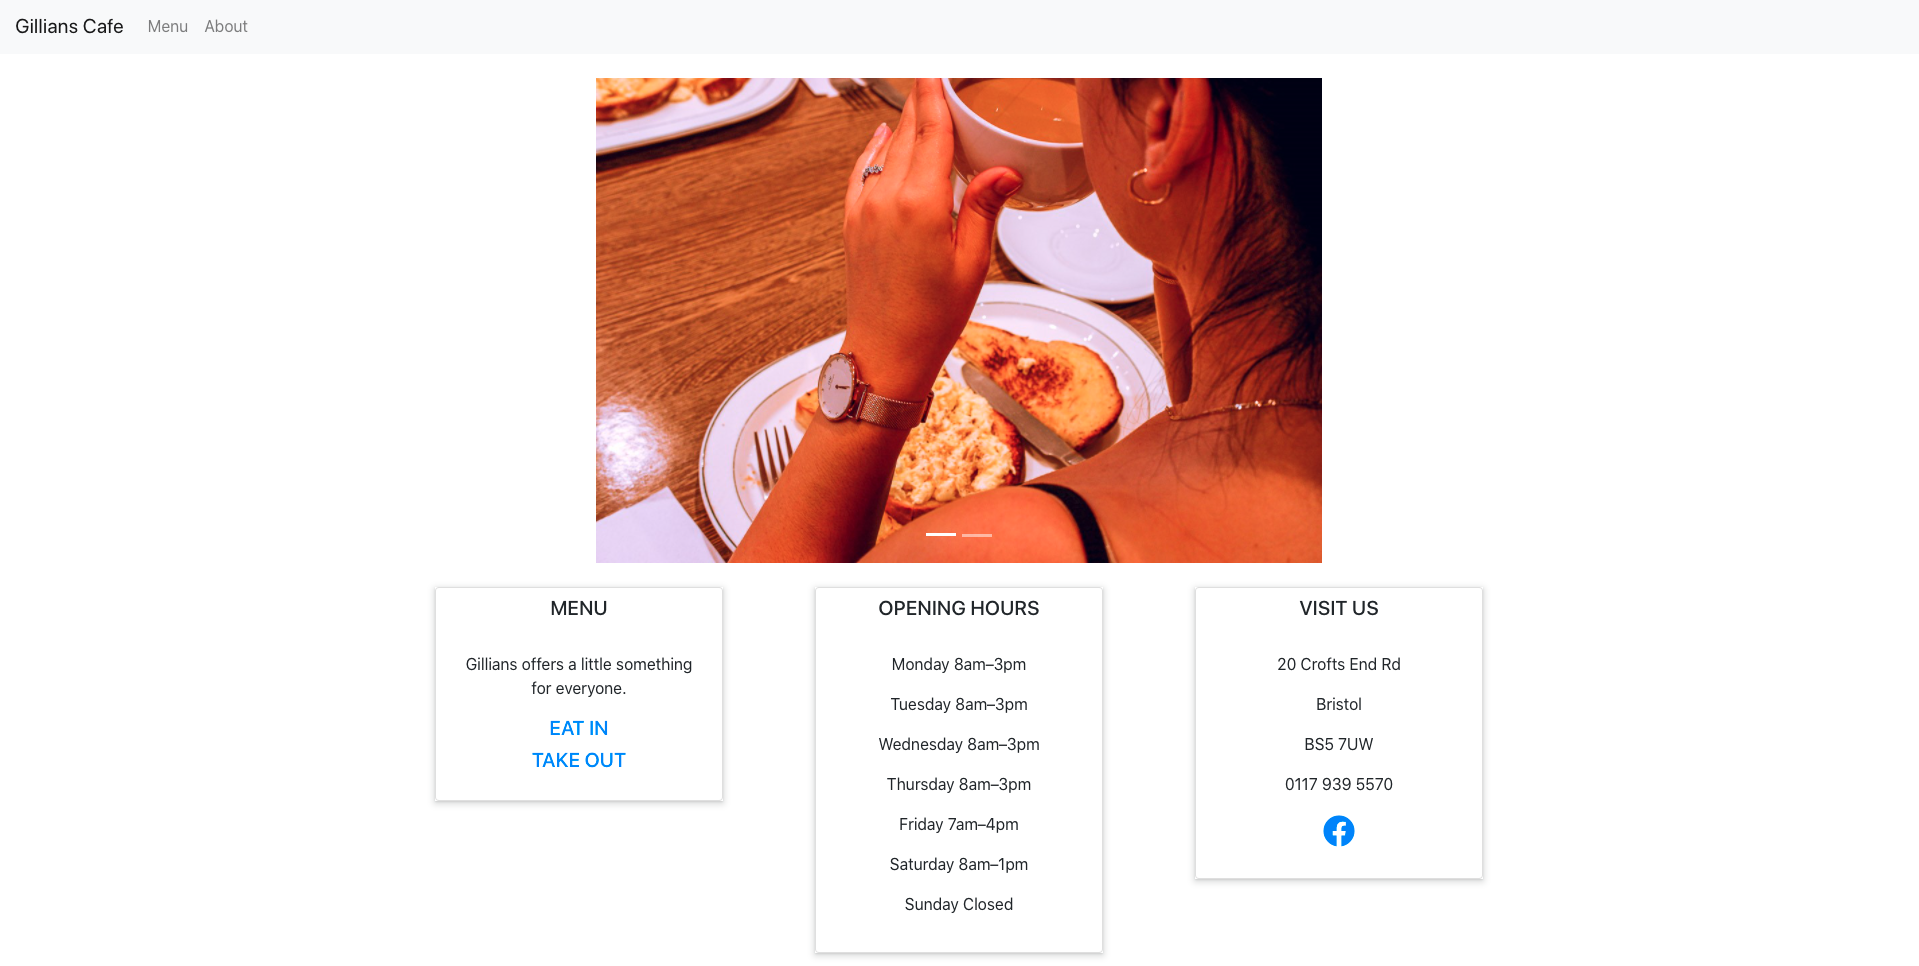 Gillians Cafe Menu About
MENU
Gillians offers a little something
for everyone.
EAT IN
TAKE OUT
OPENING HOURS
Monday 8am–3pm
Tuesday 8am–3pm
Wednesday 8am–3pm
Thursday 8am–3pm
Friday 7am–4pm
Saturday 8am–1pm
Sunday Closed
VISIT US
20 Crofts End Rd
Bristol
BS5 7UW
0117 939 5570